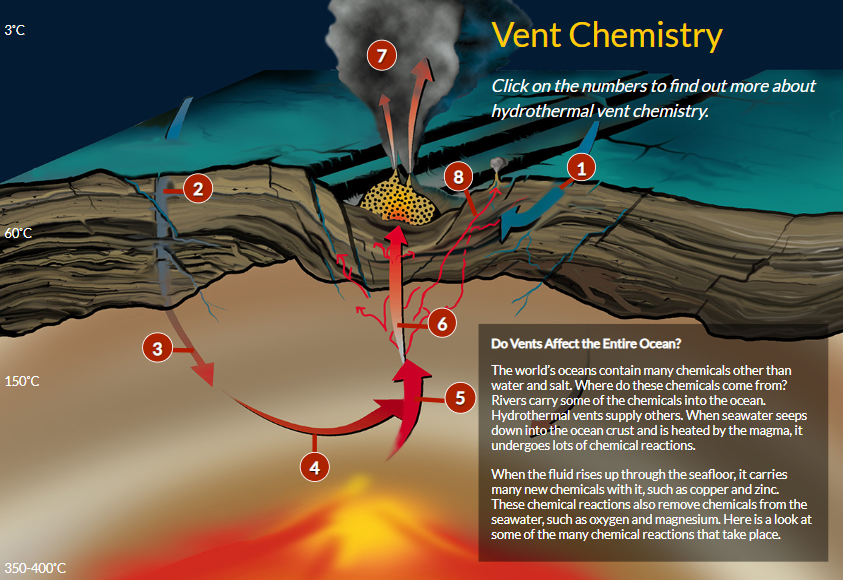 3°C
Vent Chemistry
7
Click on the numbers to find out more about
hydrothermal vent chemistry.
1
8
2
60°C
6
3
Do Vents Affect the Entire Ocean?
The world's oceans contain many chemicals other than
water and salt. Where do these chemicals come from?
Rivers carry some of the chemicals into the ocean.
Hydrothermal vents supply others. When seawater seeps
down into the ocean crust and is heated by the magma, it
undergoes lots of chemical reactions.
150°C
5
4
When the fluid rises up through the seafloor, it carries
many new chemicals with it, such as copper and zinc.
These chemical reactions also remove chemicals from the
seawater, such as oxygen and magnesium. Here is a look at
some of the many chemical reactions that take place.
350-400°C